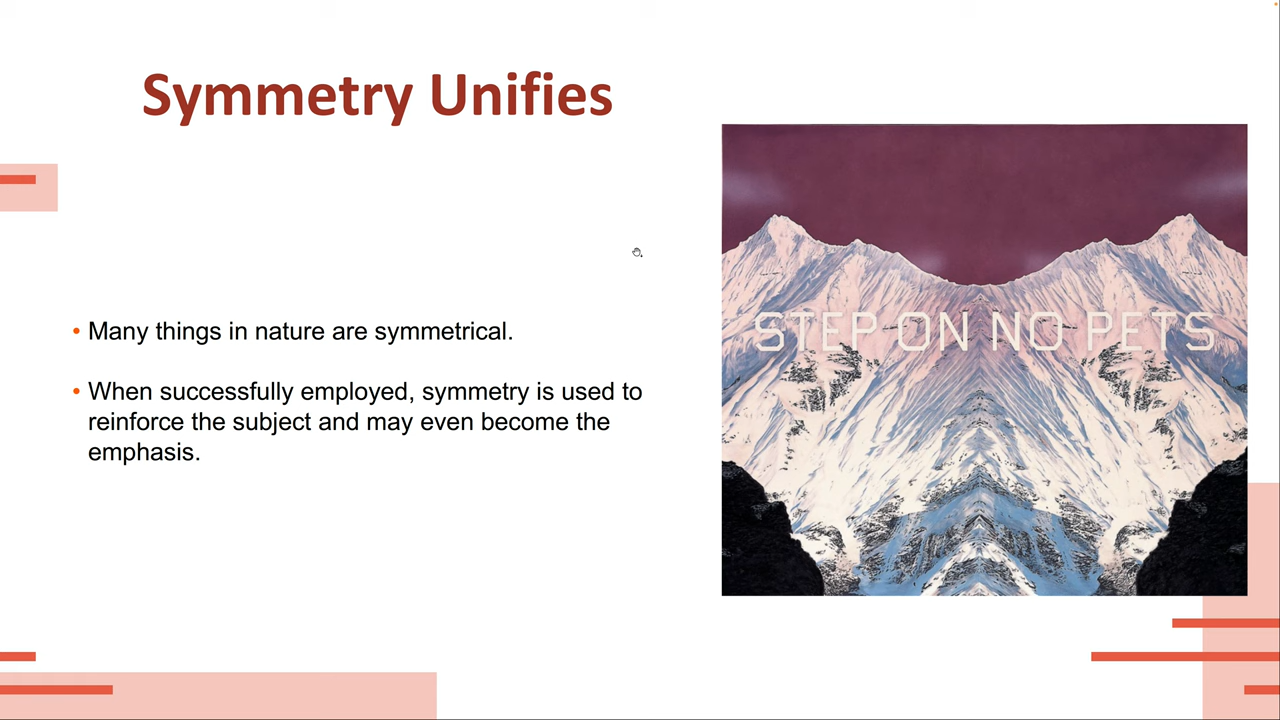 Symmetry Unifies
• Many things in nature are symmetrical.
• When successfully employed, symmetry is used to
reinforce the subject and may even become the
emphasis.
STEP ON NO PETS